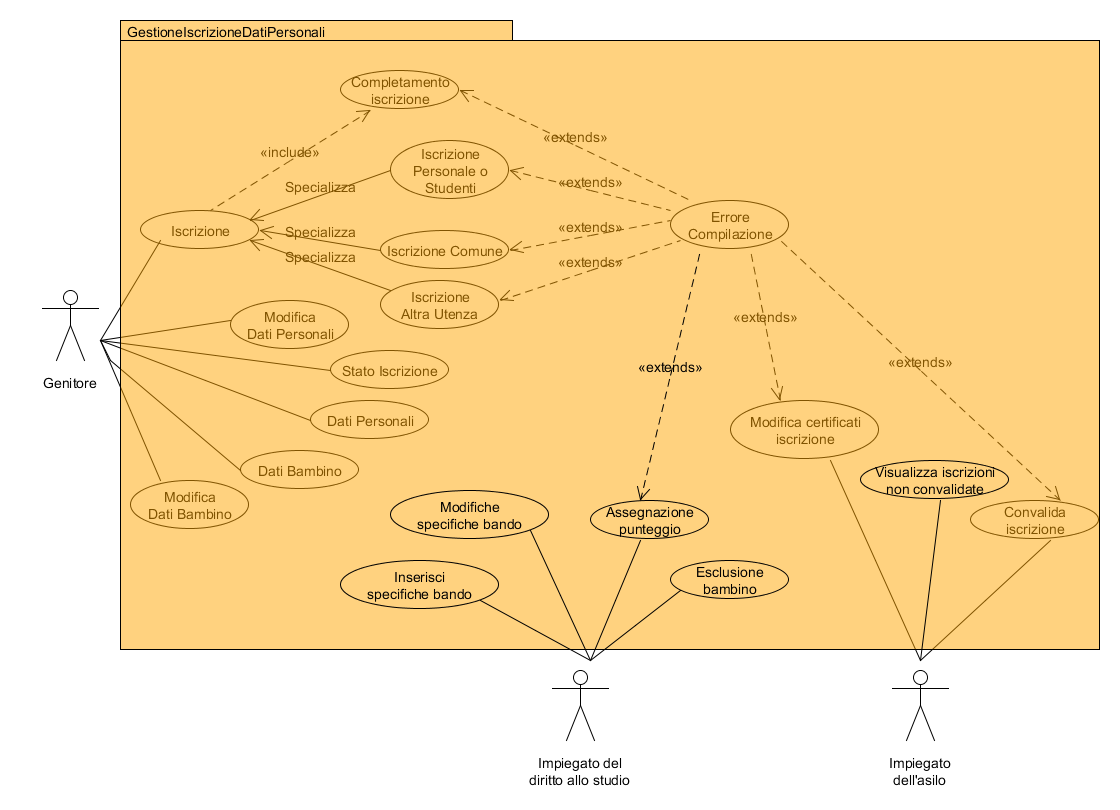 GestioneIscrizioneDatiPersonali
Completamento
iscrizione
«extends»
«include»
Iscrizione
Personale o
Studenti
Specializza
«extends»
Iscrizione
Specializza
Iscrizione Comune
«extends»
Errore
Compilazione
Specializza
«extends»
Iscrizione
Altra Utenza
Modifica
Dati Personali
«extends»
Genitore
Stato Iscrizione
«extends»
«extends»
Dati Personali
Modifica certificati
iscrizione
Dati Bambino
Visualizza iscrizioni
non convalidate
Modifica
Dati Bambino
Modifiche
specifiche bando
Assegnazione
punteggio
Convalida
iscrizione
Inserisci
specifiche bando
Esclusione
bambino
Impiegato del
diritto allo studio
Impiegato
dell'asilo